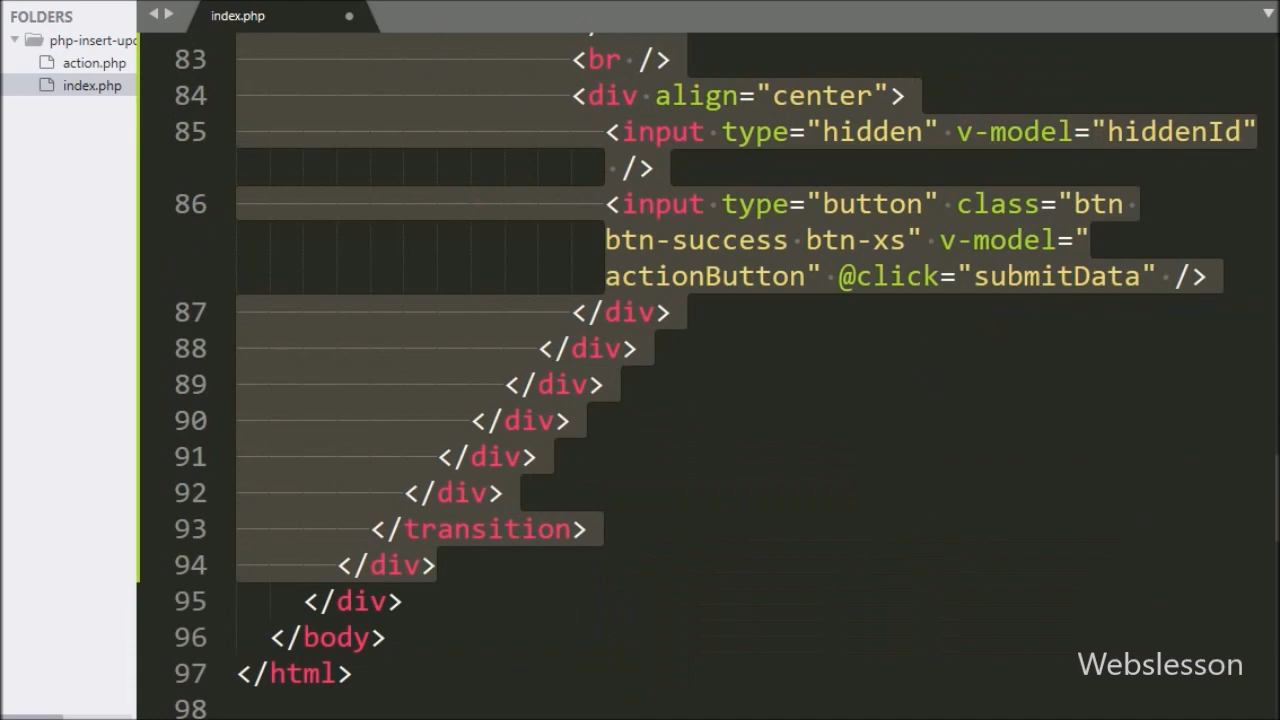 FOLDERS
php-insert-upd
action.php
index.php
index.php
83 <br />
84 <div align="center">
85 <input type="hidden" v-model="hiddenId"
/>
86 <input type="button" class="btn
btn-success btn-xs" v-model="
actionButton" @click="submitData" />
87 </div>
88 </div>
89 </div>
90 </div>
91 </div>
92 </div>
93 </transition>
94 </div>
95 </div>
96 </body>
97 </html>
98
Webslesson